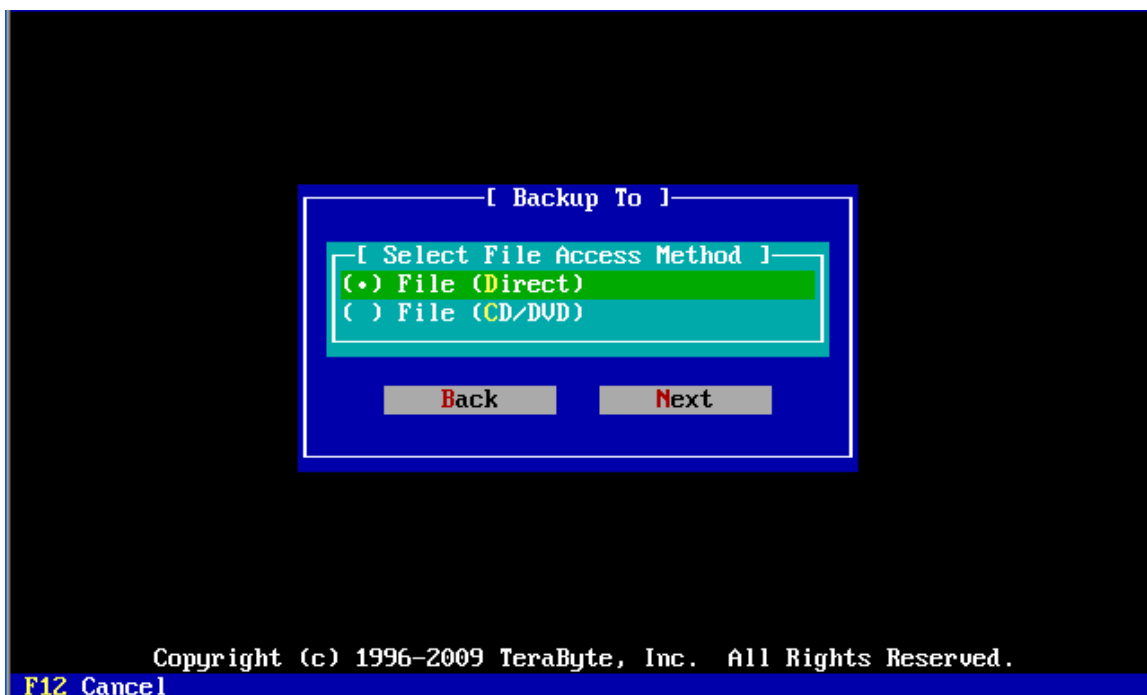 [ Backup To ]
[ Select File Access Method ]
(•) File (Direct)
( ) File (CD/DVD)
Back Next
Copyright (c) 1996-2009 TeraByte, Inc. All Rights Reserved.
F12 Cancel